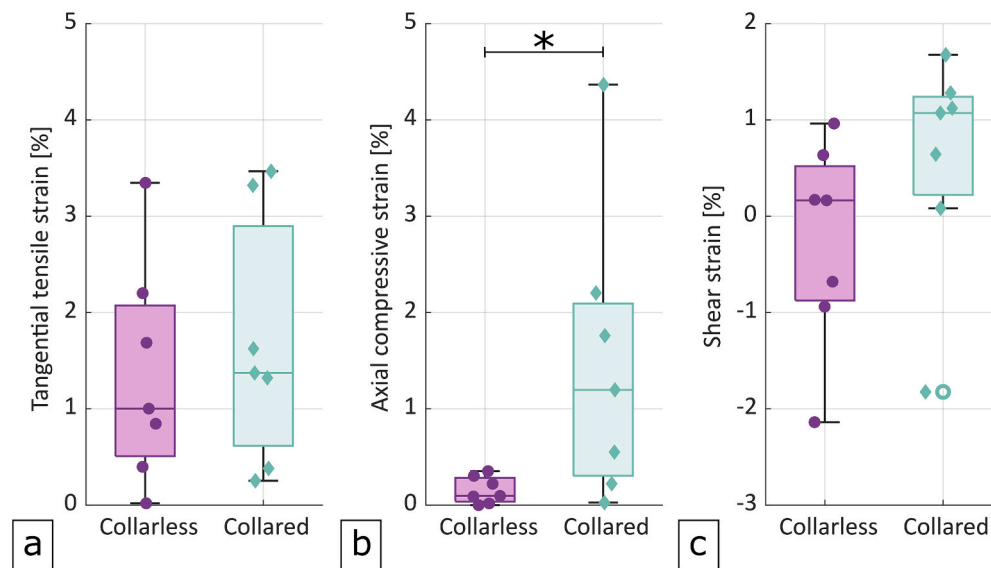 5
4
3
2
1
0
Tangential tensile strain [%]
Collarless Collared
a
5
4
3
2
1
0
Axial compressive strain [%]
*
Collarless Collared
b
2
1
0
-1
-2
-3
Shear strain [%]
Collarless Collared
c